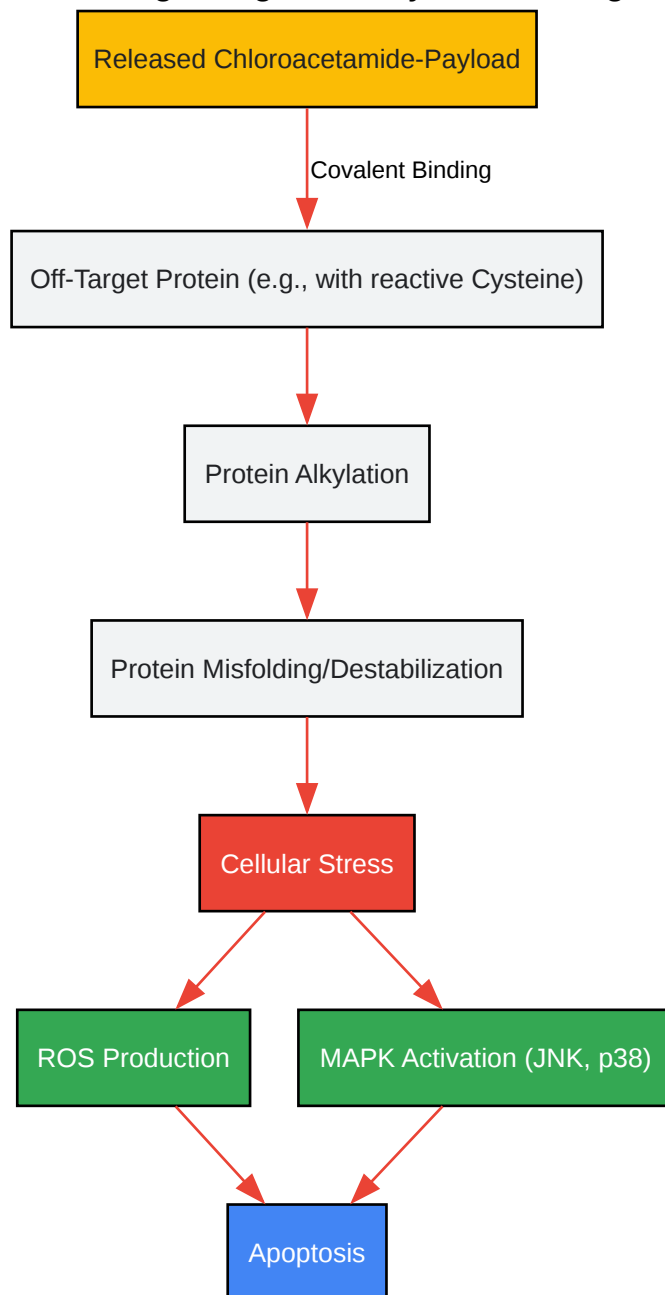 Released Chloroacetamide-Payload
Covalent Binding
Off-Target Protein (e.g., with reactive Cysteine)
Protein Alkylation
Protein Misfolding/Destabilization
Cellular Stress
ROS Production
MAPK Activation (JNK, p38)
Apoptosis